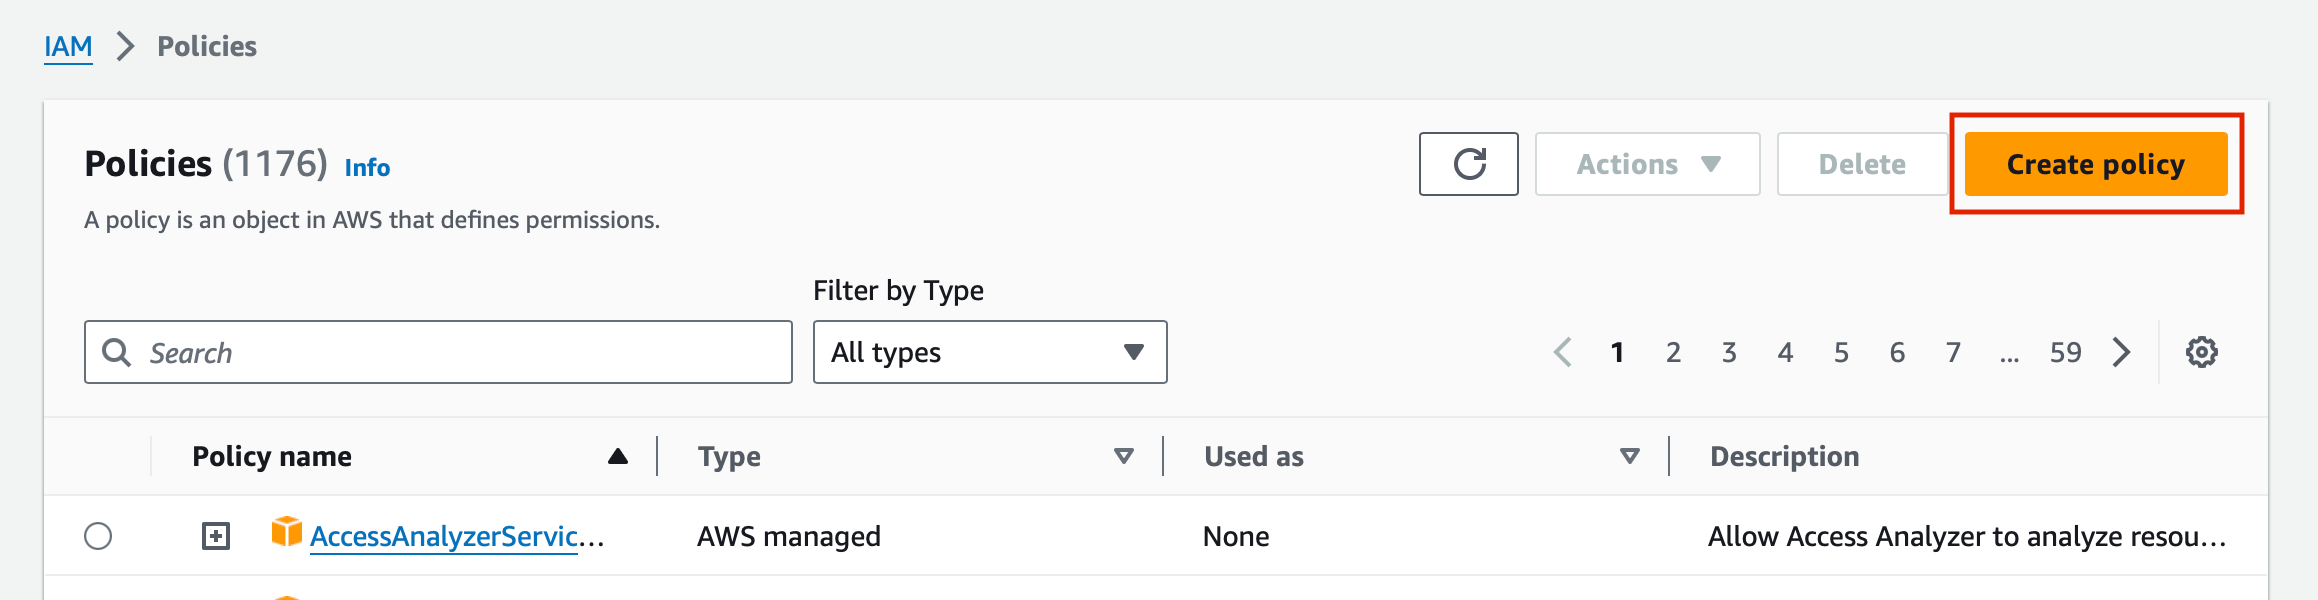 IAM > Policies
Policies (1176) Info
Actions
Delete
Create policy
A policy is an object in AWS that defines permissions.
Filter by Type
Search
All types
1 2 3 4 5 6 7 ... 59
Policy name Type Used as Description
AccessAnalyzerServic... AWS managed None Allow Access Analyzer to analyze resou...